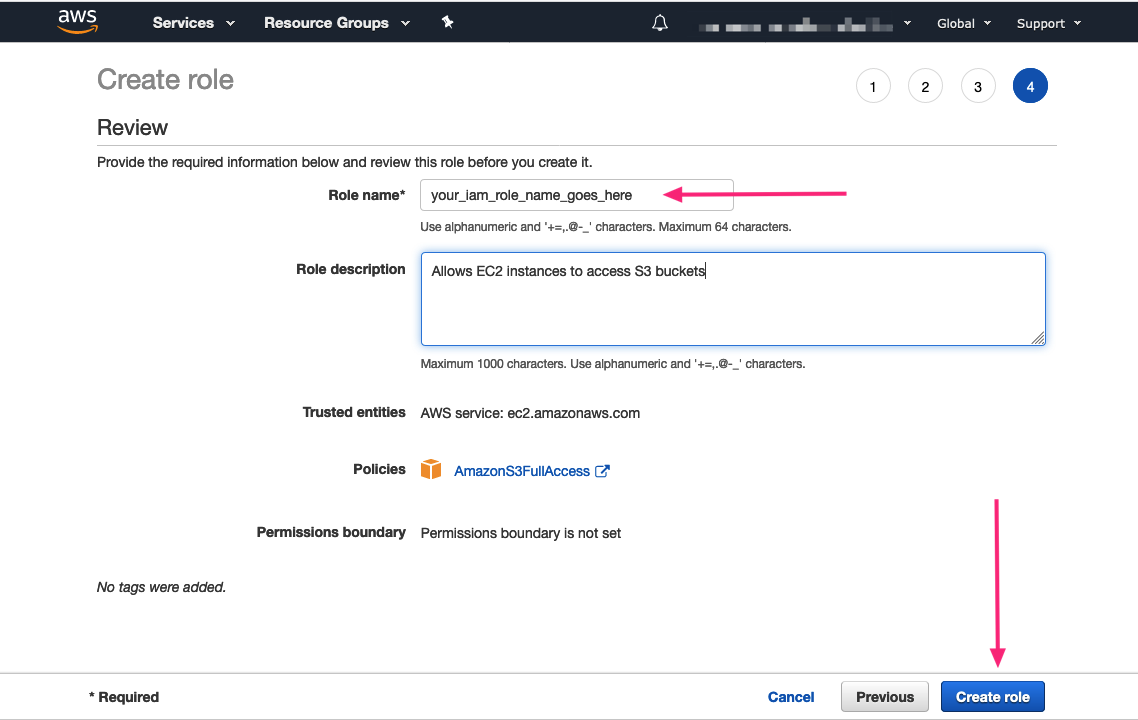 aws Services Resource Groups Global Support
Create role
1 2 3 4
Review
Provide the required information below and review this role before you create it.
Role name* your_iam_role_name_goes_here
Use alphanumeric and '+=,.@-_' characters. Maximum 64 characters.
Role description Allows EC2 instances to access S3 buckets
Maximum 1000 characters. Use alphanumeric and '+=,.@-_' characters.
Trusted entities AWS service: ec2.amazonaws.com
Policies AmazonS3FullAccess
Permissions boundary Permissions boundary is not set
No tags were added.
* Required Cancel Previous Create role